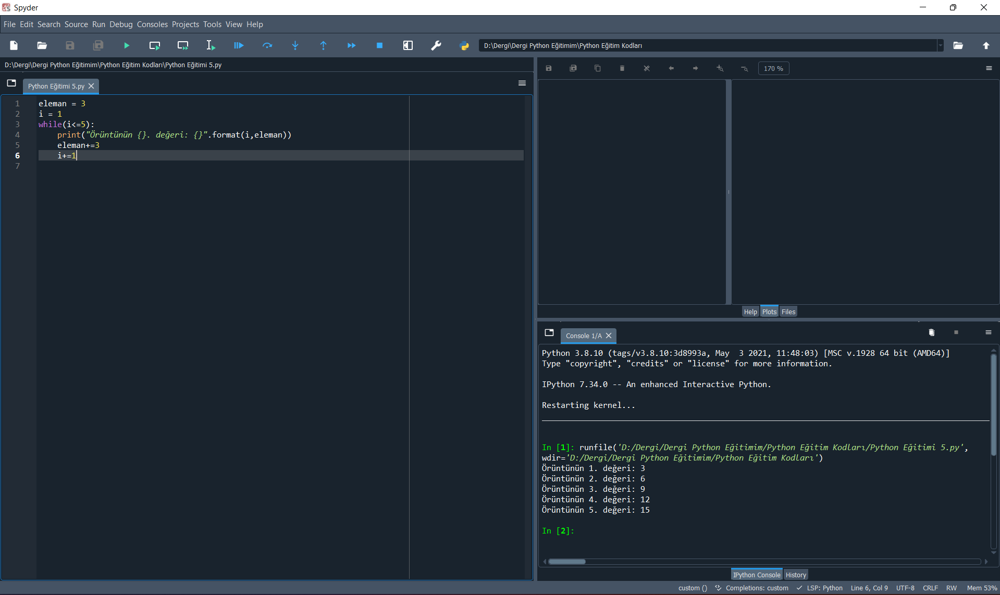 Spyder
File Edit Search Source Run Debug Consoles Projects Tools View Help
D:\Dergi\Dergi Python Eğitimim\Python Eğitim Kodları
D:\Dergi\Dergi Python Eğitimim\Python Eğitim Kodları\Python Eğitimi 5.py
Python Eğitimi 5.py
1 eleman = 3
2 i = 1
3 while(i<=5):
4     print("Örüntünün {}. değeri: {}".format(i,eleman))
5     eleman+=3
6     i+=1
7
170 %
Help Plots Files
Console 1/A
Python 3.8.10 (tags/v3.8.10:3d8993a, May  3 2021, 11:48:03) [MSC v.1928 64 bit (AMD64)]
Type "copyright", "credits" or "license" for more information.
IPython 7.34.0 -- An enhanced Interactive Python.
Restarting kernel...
In [1]: runfile('D:/Dergi/Dergi Python Eğitimim/Python Eğitim Kodları/Python Eğitimi 5.py',
wdir='D:/Dergi/Dergi Python Eğitimim/Python Eğitim Kodları')
Örüntünün 1. değeri: 3
Örüntünün 2. değeri: 6
Örüntünün 3. değeri: 9
Örüntünün 4. değeri: 12
Örüntünün 5. değeri: 15
In [2]:
IPython Console History
custom () Completions: custom LSP: Python Line 6, Col 9 UTF-8 CRLF RW Mem 53%